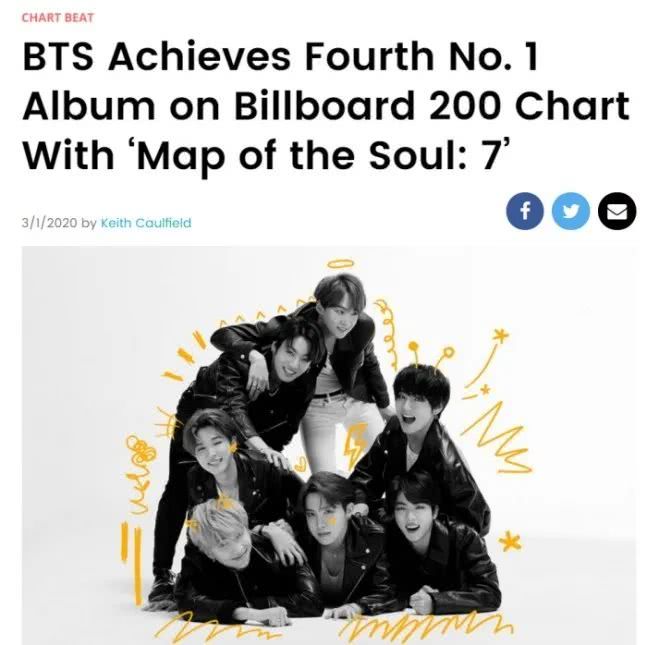 CHART BEAT
BTS Achieves Fourth No. 1
Album on Billboard 200 Chart
With ‘Map of the Soul: 7’
3/1/2020 by Keith Caulfield